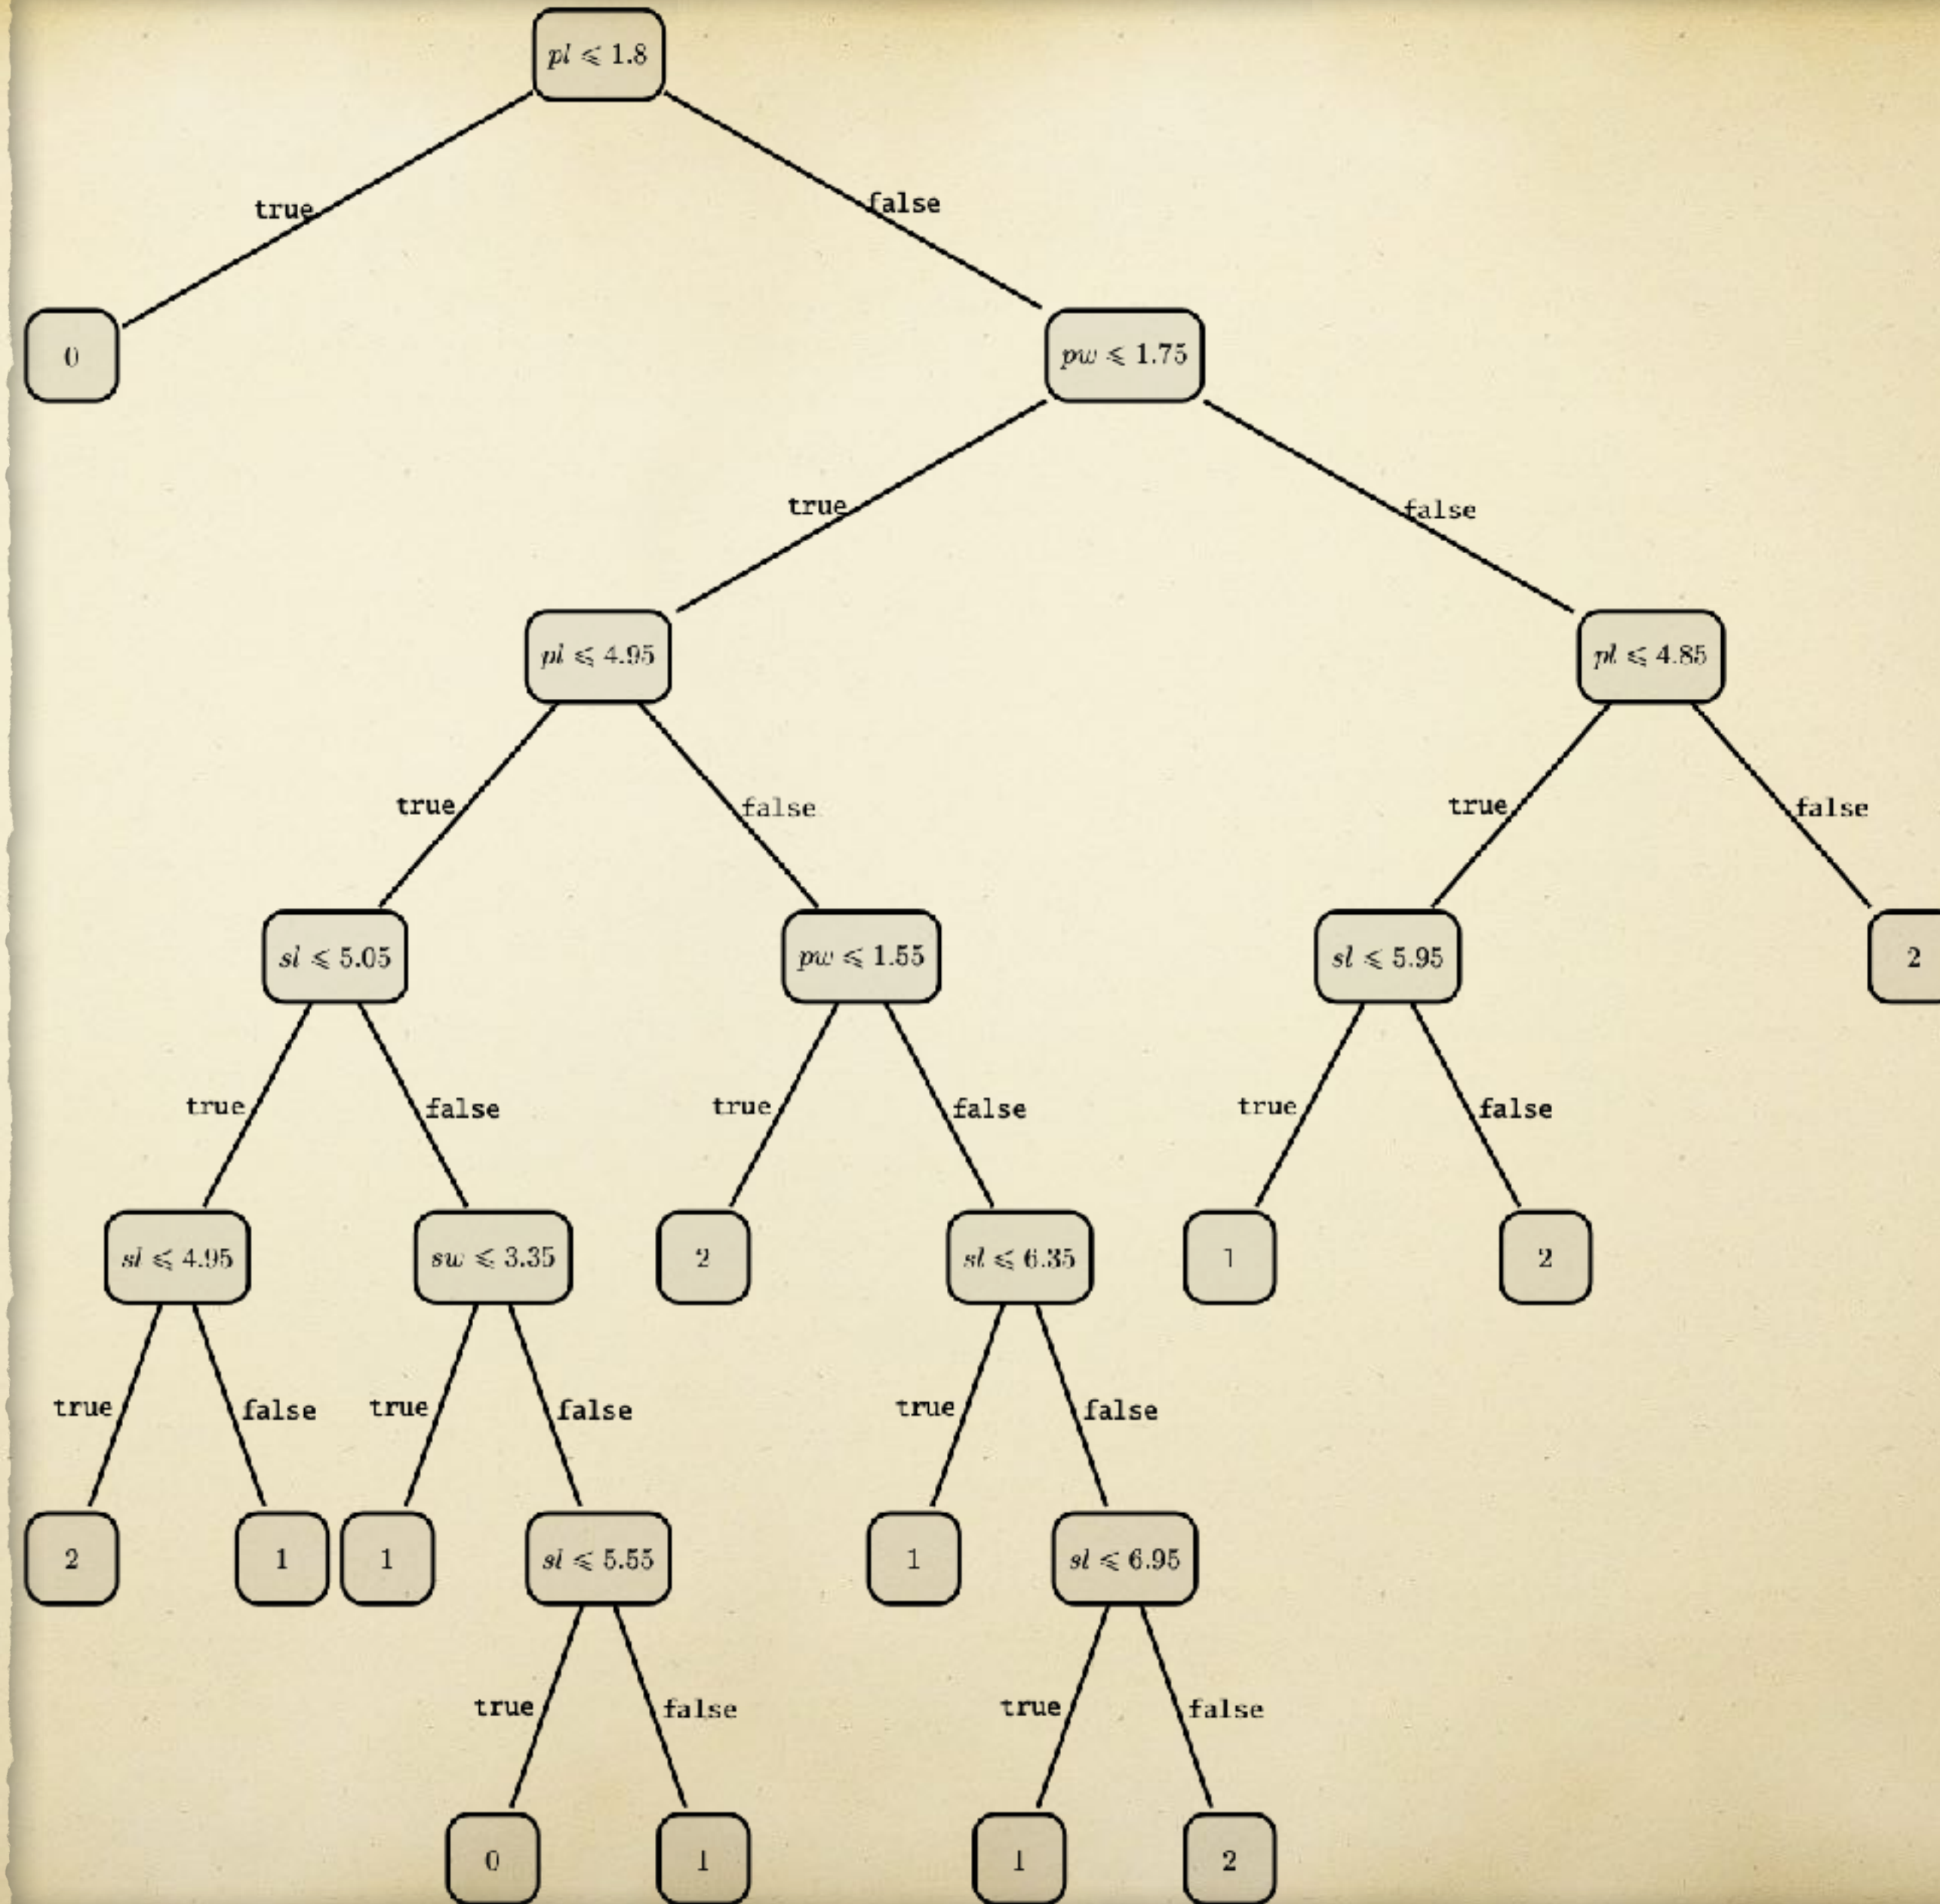 pl ⩽ 1.8
true
false
0
pw ⩽ 1.75
true
false
pl ⩽ 4.95
pl ⩽ 4.85
true
false
true
false
sl ⩽ 5.05
pw ⩽ 1.55
sl ⩽ 5.95
2
true
false
true
false
true
false
sl ⩽ 4.95
sw ⩽ 3.35
2
sl ⩽ 6.35
1
2
true
false
true
false
true
false
2
1
1
sl ⩽ 5.55
1
sl ⩽ 6.95
true
false
true
false
0
1
1
2